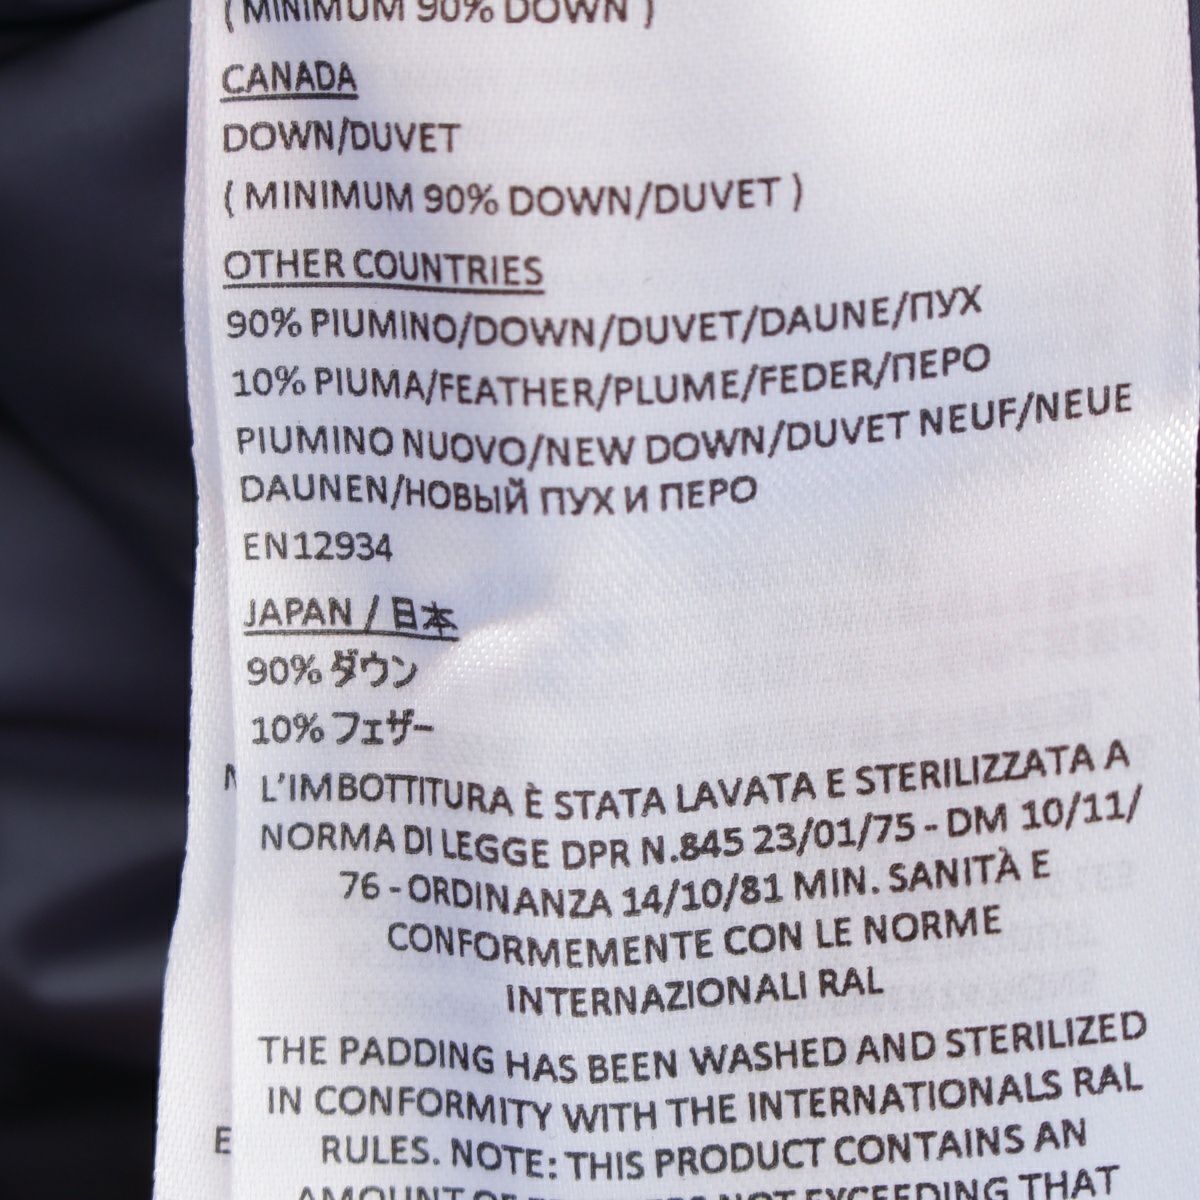 ( MINIMUM 90% DOWN )
CANADA
DOWN/DUVET
( MINIMUM 90% DOWN/DUVET )
OTHER COUNTRIES
90% PIUMINO/DOWN/DUVET/DAUNE/ПУХ
10% PIUMA/FEATHER/PLUME/FEDER/ПЕРО
PIUMINO NUOVO/NEW DOWN/DUVET NEUF/NEUE
DAUNEN/НОВЫЙ ПУХ И ПЕРО
EN12934
JAPAN / 日本
90% ダウン
10% フェザー
L'IMBOTTITURA È STATA LAVATA E STERILIZZATA A
NORMA DI LEGGE DPR N.845 23/01/75 - DM 10/11/
76 - ORDINANZA 14/10/81 MIN. SANITÀ E
CONFORMEMENTE CON LE NORME
INTERNAZIONALI RAL
THE PADDING HAS BEEN WASHED AND STERILIZED
IN CONFORMITY WITH THE INTERNATIONALS RAL
RULES. NOTE: THIS PRODUCT CONTAINS AN
AMOUNT OF NOT EXCEEDING THAT